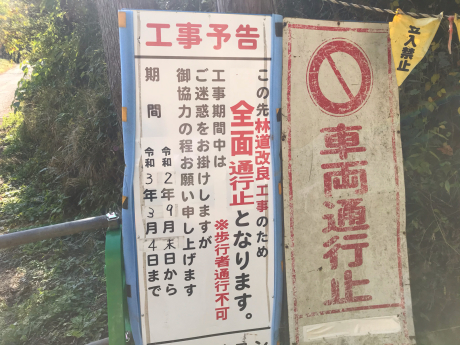 工事予告
この先林道改良工事のため
全面通行止となります。
※歩行者通行不可
工事期間中は
ご迷惑をお掛けしますが
御協力の程お願い申し上げます
期間
令和2年9月末日から
令和3年3月4日まで
車両通行止
立入禁止